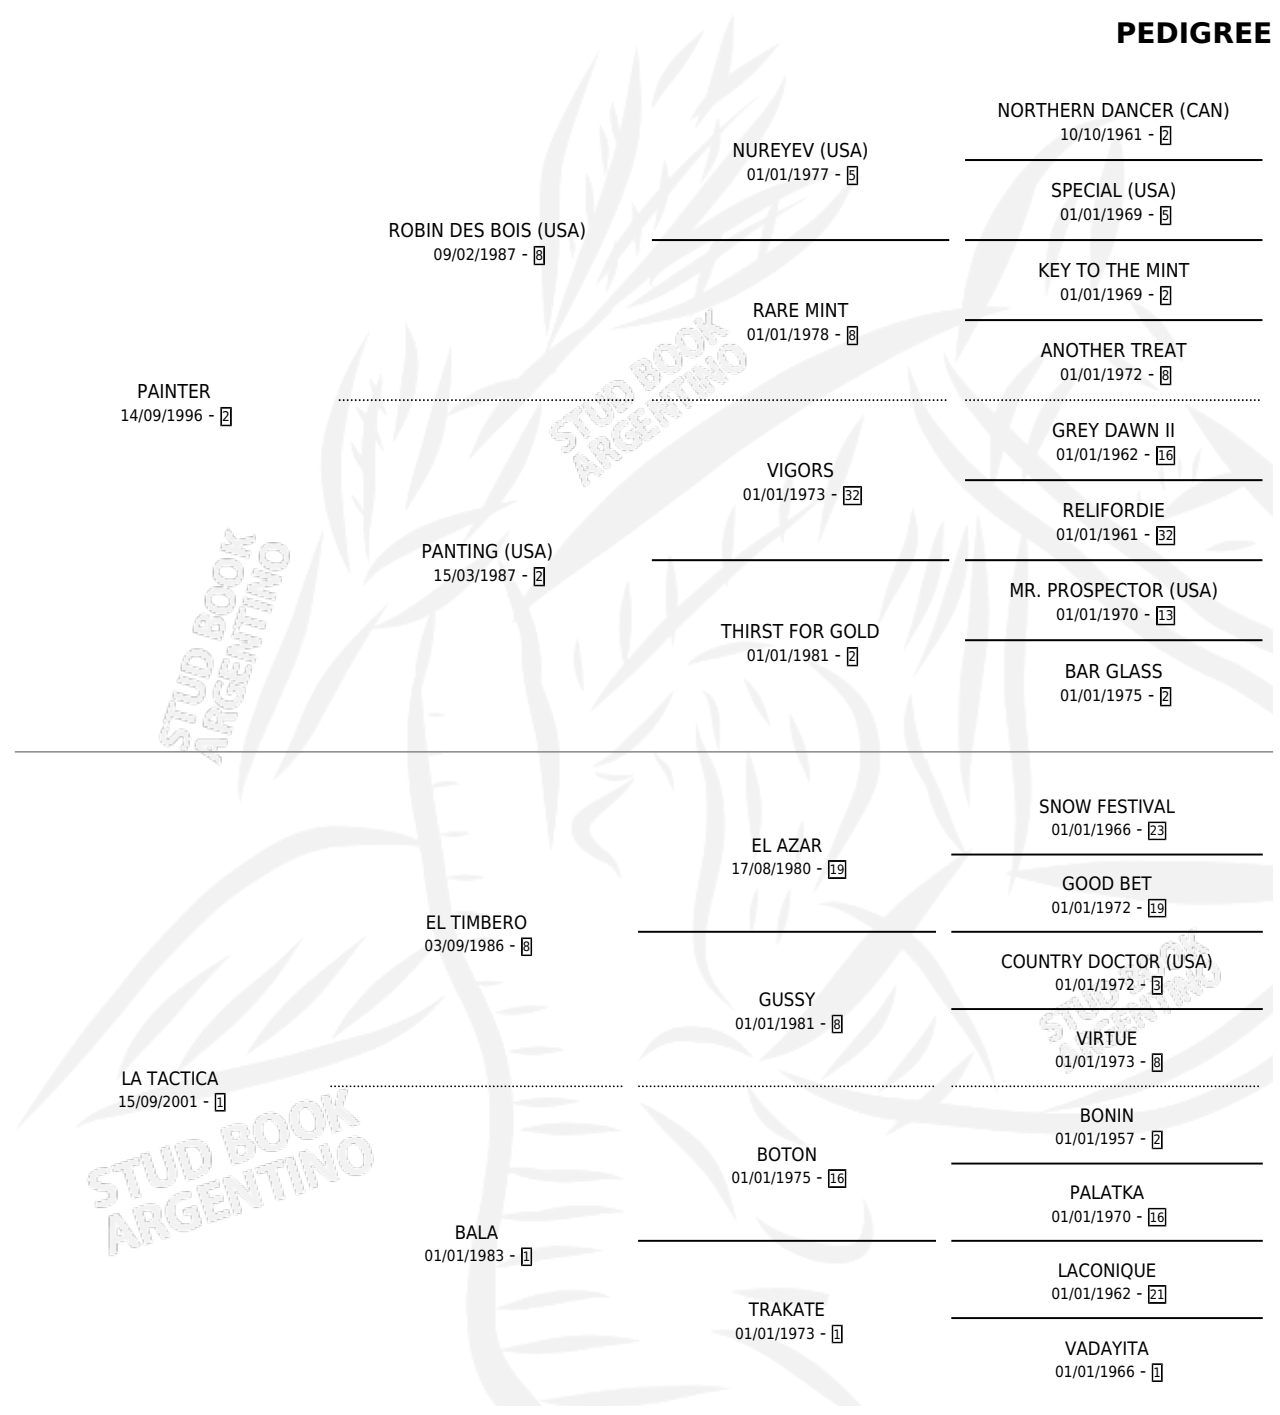 PEDIGREE
NORTHERN DANCER (CAN)
10/10/1961 - 2
NUREYEV (USA)
01/01/1977 - 5
SPECIAL (USA)
01/01/1969 - 5
ROBIN DES BOIS (USA)
09/02/1987 - 8
KEY TO THE MINT
01/01/1969 - 2
RARE MINT
01/01/1978 - 8
ANOTHER TREAT
01/01/1972 - 8
PAINTER
14/09/1996 - 2
GREY DAWN II
01/01/1962 - 16
VIGORS
01/01/1973 - 32
RELIFORDIE
01/01/1961 - 32
PANTING (USA)
15/03/1987 - 2
MR. PROSPECTOR (USA)
01/01/1970 - 13
THIRST FOR GOLD
01/01/1981 - 2
BAR GLASS
01/01/1975 - 2
SNOW FESTIVAL
01/01/1966 - 23
EL AZAR
17/08/1980 - 19
GOOD BET
01/01/1972 - 19
EL TIMBERO
03/09/1986 - 8
COUNTRY DOCTOR (USA)
01/01/1972 - 3
GUSSY
01/01/1981 - 8
VIRTUE
01/01/1973 - 8
LA TACTICA
15/09/2001 - 1
BONIN
01/01/1957 - 2
BOTON
01/01/1975 - 16
PALATKA
01/01/1970 - 16
BALA
01/01/1983 - 1
LACONIQUE
01/01/1962 - 21
TRAKATE
01/01/1973 - 1
VADAYITA
01/01/1966 - 1
STUD BOOK
ARGENTINO
STUD BOOK
ARGENTINO
STUD BOOK
ARGENTINO
STUD BOOK
ARGENTINO